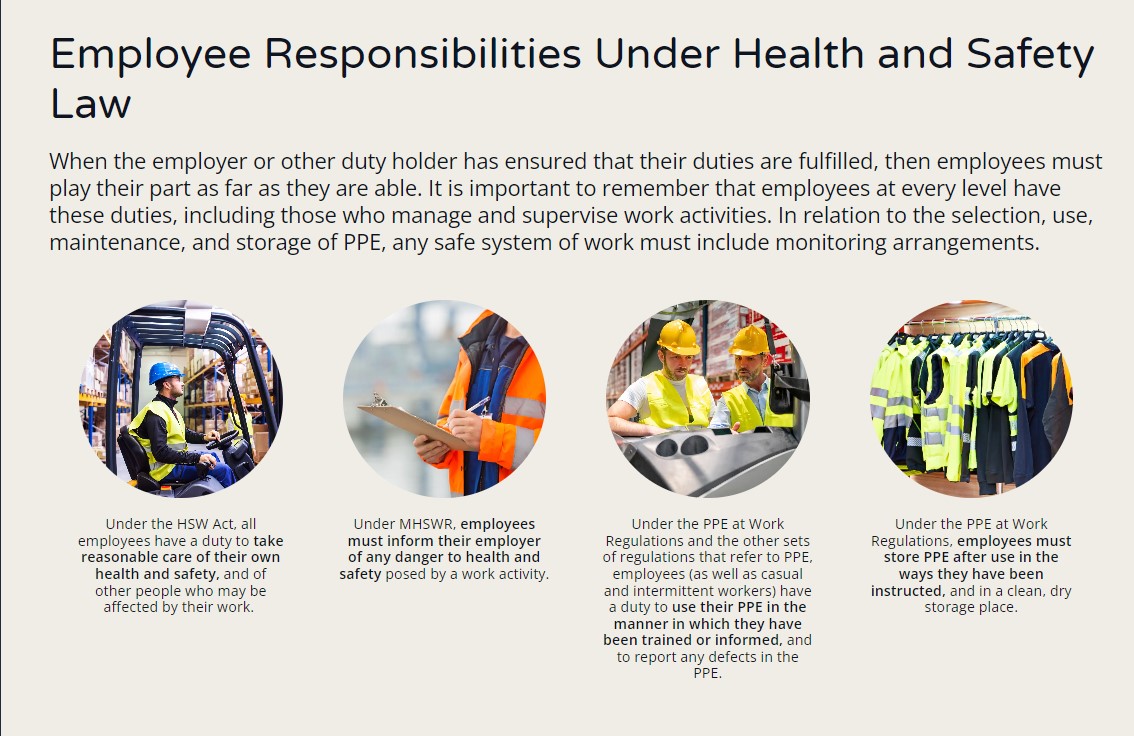 Employee Responsibilities Under Health and Safety
Law
When the employer or other duty holder has ensured that their duties are fulfilled, then employees must
play their part as far as they are able. It is important to remember that employees at every level have
these duties, including those who manage and supervise work activities. In relation to the selection, use,
maintenance, and storage of PPE, any safe system of work must include monitoring arrangements.
Under the HSW Act, all
employees have a duty to take
reasonable care of their own
health and safety, and of
other people who may be
affected by their work.
Under MHSWR, employees
must inform their employer
of any danger to health and
safety posed by a work activity.
Under the PPE at Work
Regulations and the other sets
of regulations that refer to PPE,
employees (as well as casual
and intermittent workers) have
a duty to use their PPE in the
manner in which they have
been trained or informed, and
to report any defects in the
PPE.
Under the PPE at Work
Regulations, employees must
store PPE after use in the
ways they have been
instructed, and in a clean, dry
storage place.